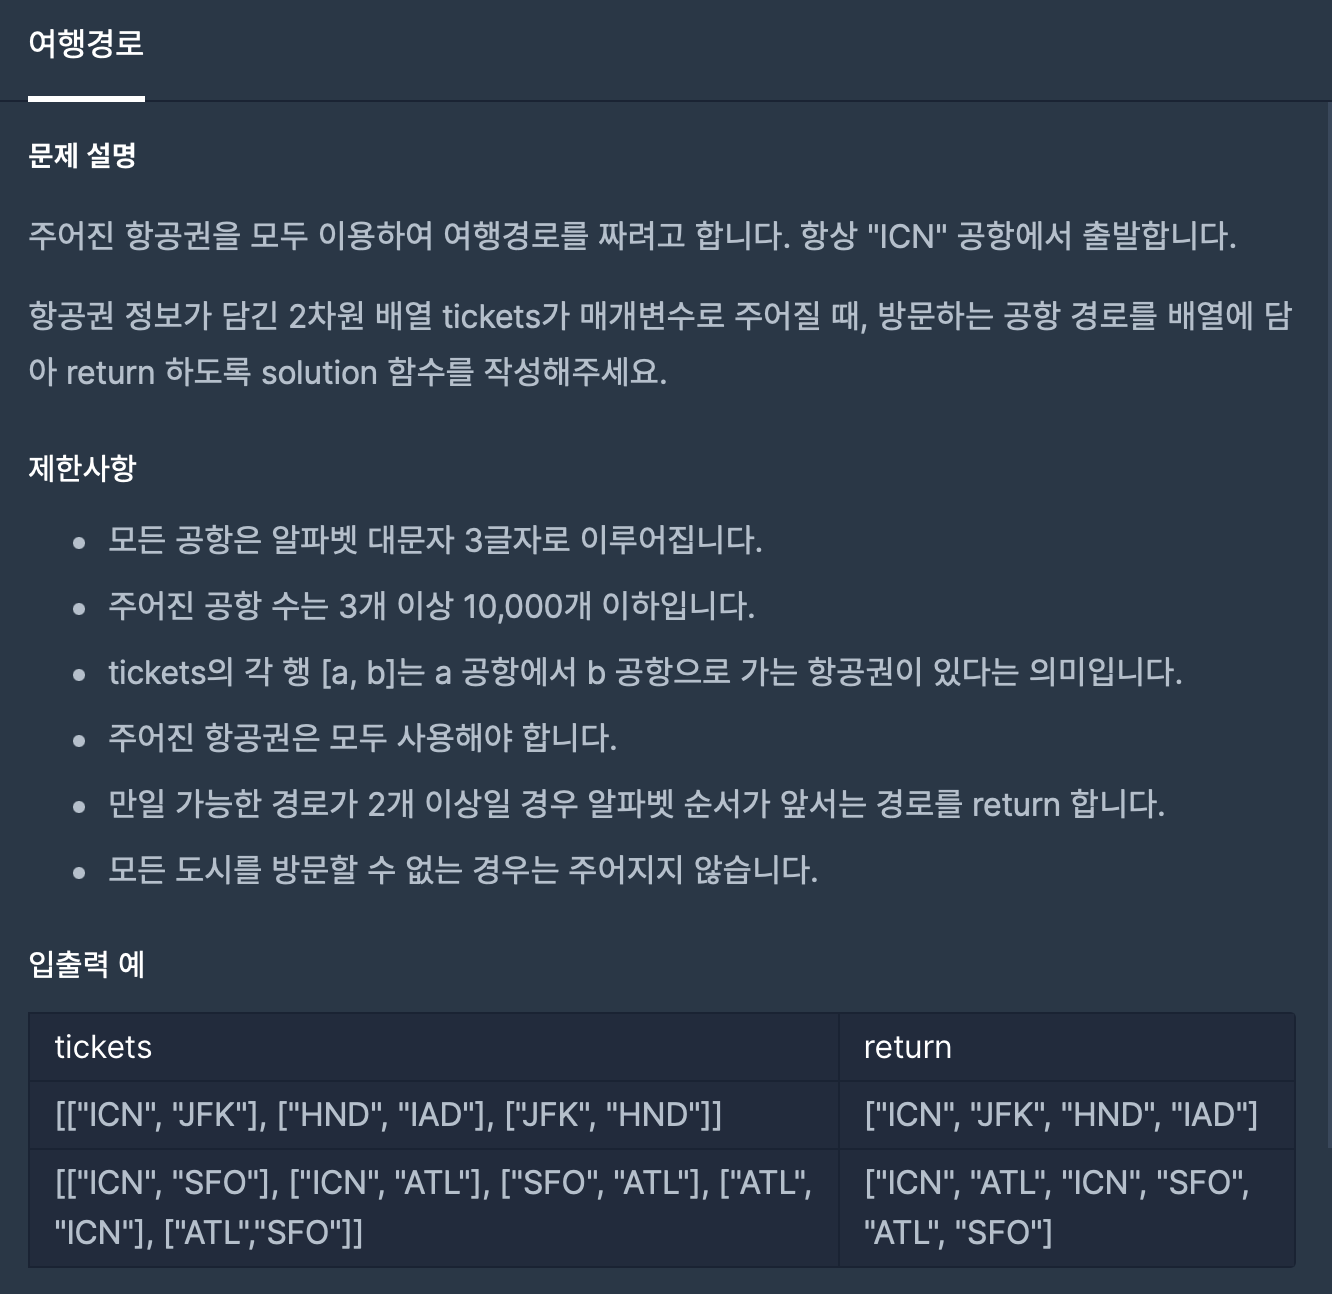 여행경로
문제 설명
주어진 항공권을 모두 이용하여 여행경로를 짜려고 합니다. 항상 "ICN" 공항에서 출발합니다.
항공권 정보가 담긴 2차원 배열 tickets가 매개변수로 주어질 때, 방문하는 공항 경로를 배열에 담
아 return 하도록 solution 함수를 작성해주세요.
제한사항
• 모든 공항은 알파벳 대문자 3글자로 이루어집니다.
• 주어진 공항 수는 3개 이상 10,000개 이하입니다.
• tickets의 각 행 [a, b]는 a 공항에서 b 공항으로 가는 항공권이 있다는 의미입니다.
• 주어진 항공권은 모두 사용해야 합니다.
• 만일 가능한 경로가 2개 이상일 경우 알파벳 순서가 앞서는 경로를 return 합니다.
• 모든 도시를 방문할 수 없는 경우는 주어지지 않습니다.
입출력 예
tickets return
[["ICN", "JFK"], ["HND", "IAD"], ["JFK", "HND"]] ["ICN", "JFK", "HND", "IAD"]
[["ICN", "SFO"], ["ICN", "ATL"], ["SFO", "ATL"], ["ATL", 
"ICN"], ["ATL","SFO"]]
["ICN", "ATL", "ICN", "SFO",
"ATL", "SFO"]